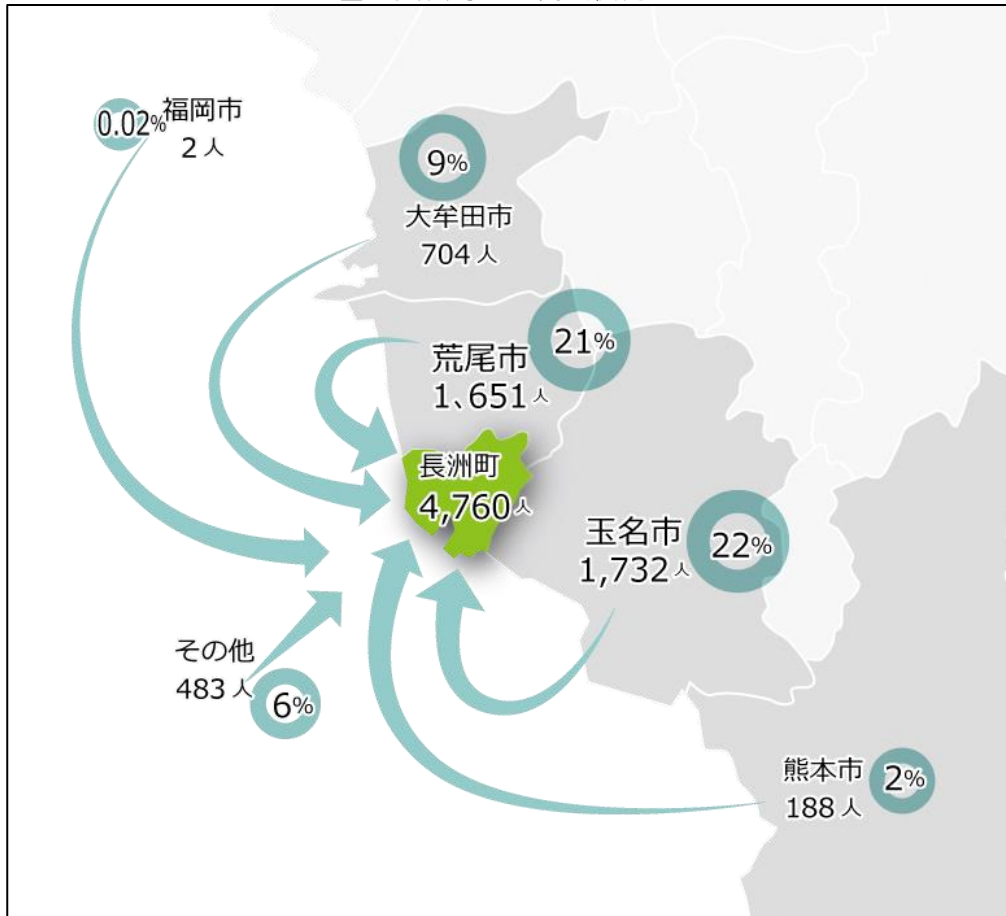 0.02%
福岡市
2人
9%
大牟田市
704人
21%
荒尾市
1、651人
長洲町
4,760人
玉名市
1,732人
22%
その他
483人
6%
熊本市
188人
2%